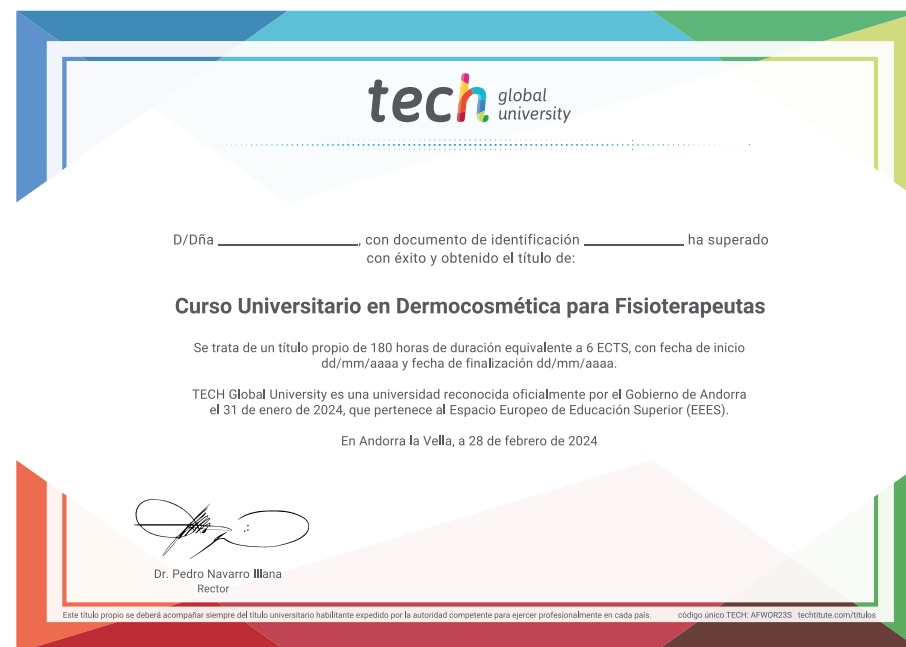 tech global university
D/Dña ____________________, con documento de identificación ______________ ha superado
con éxito y obtenido el título de:
Curso Universitario en Dermocosmética para Fisioterapeutas
Se trata de un título propio de 180 horas de duración equivalente a 6 ECTS, con fecha de inicio
dd/mm/aaaa y fecha de finalización dd/mm/aaaa.
TECH Global University es una universidad reconocida oficialmente por el Gobierno de Andorra
el 31 de enero de 2024, que pertenece al Espacio Europeo de Educación Superior (EEES).
En Andorra la Vella, a 28 de febrero de 2024
Dr. Pedro Navarro Illana
Rector
Este título propio se deberá acompañar siempre del título universitario habilitante expedido por la autoridad competente para ejercer profesionalmente en cada país. código único TECH: AFWOR23S techtitute.com/titulos